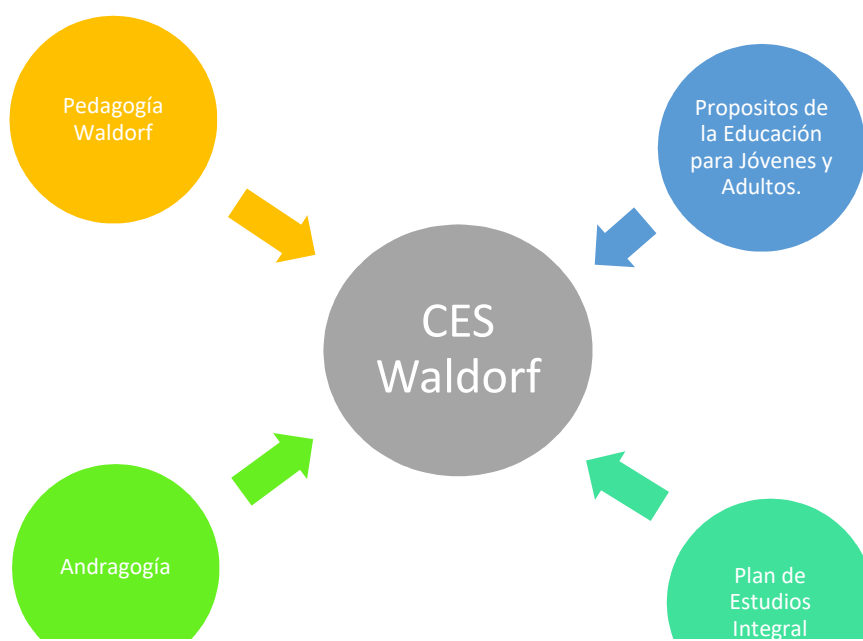 Pedagogía
Waldorf
Propositos de
la Educación
para Jóvenes y
Adultos.
CES
Waldorf
Andragogía
Plan de
Estudios
Integral